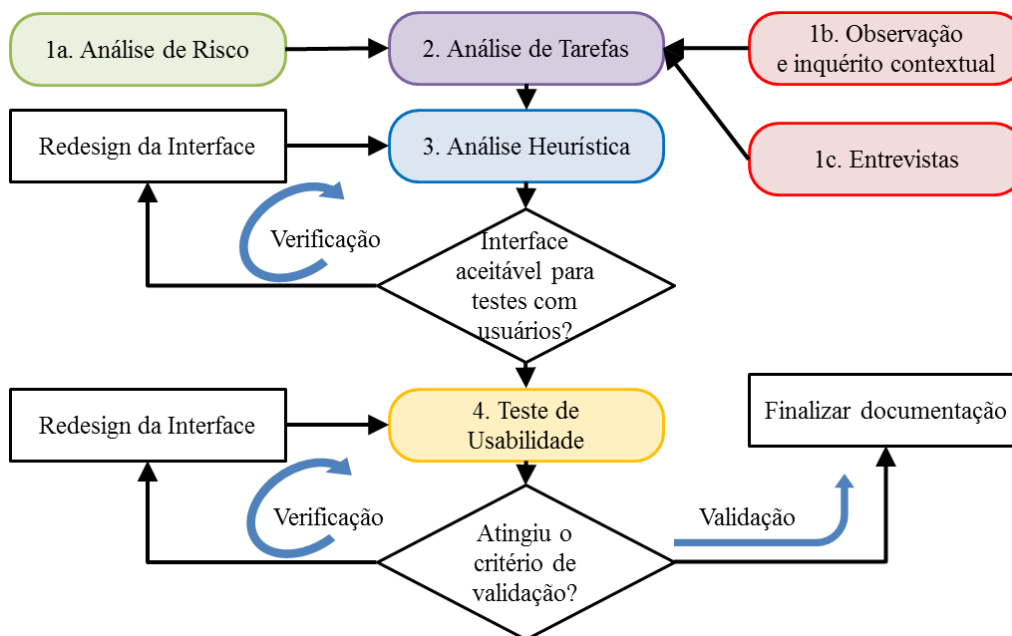 1a. Análise de Risco
2. Análise de Tarefas
1b. Observação
e inquérito contextual
Redesign da Interface
3. Análise Heurística
1c. Entrevistas
Verificação
Interface
aceitável para
testes com
usuários?
Redesign da Interface
4. Teste de
Usabilidade
Finalizar documentação
Verificação
Atingiu o
critério de
validação?
Validação